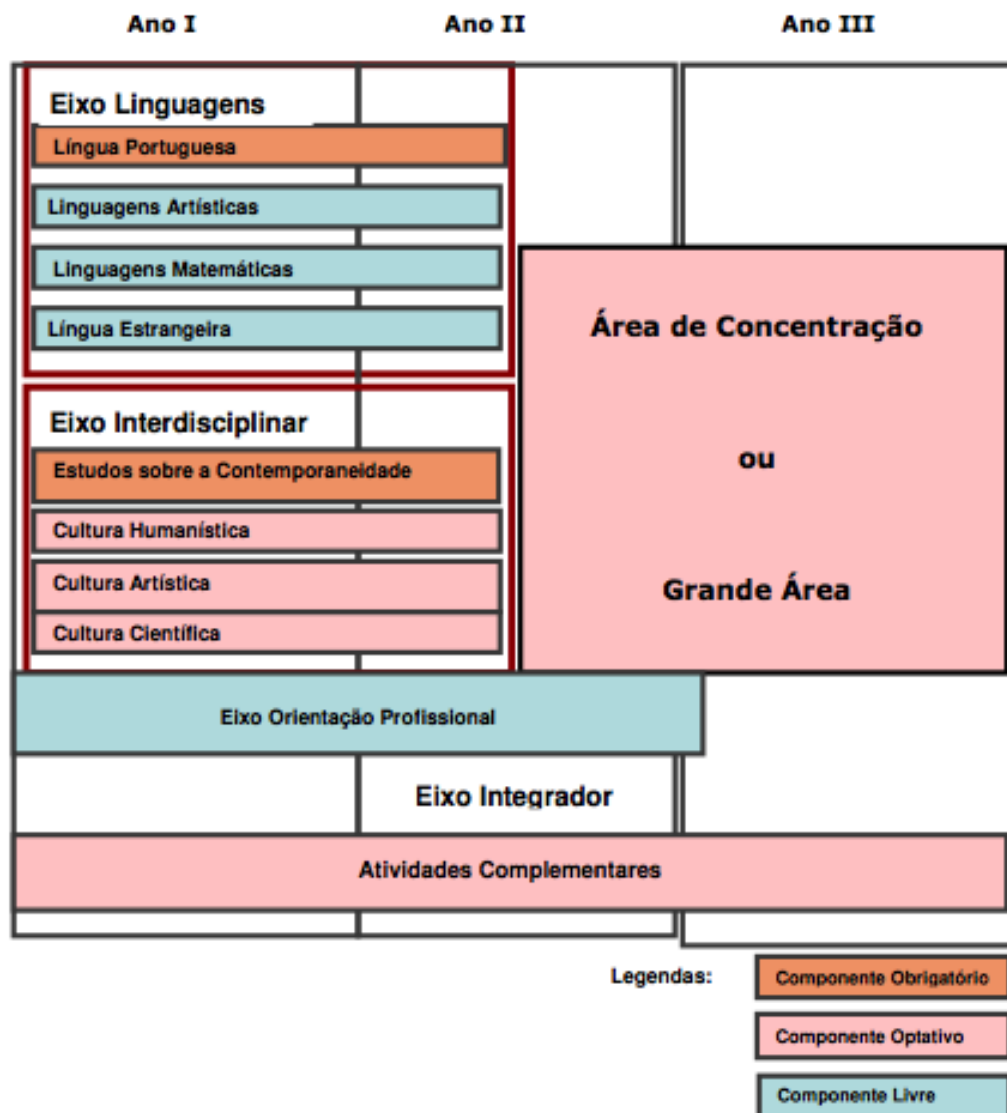 Ano I
Ano II
Ano III
Eixo Linguagens
Língua Portuguesa
Linguagens Artísticas
Linguagens Matemáticas
Língua Estrangeira
Eixo Interdisciplinar
Estudos sobre a Contemporaneidade
Cultura Humanística
Cultura Artística
Cultura Científica
Área de Concentração
ou
Grande Área
Eixo Orientação Profissional
Eixo Integrador
Atividades Complementares
Legendas:
Componente Obrigatório
Componente Optativo
Componente Livre